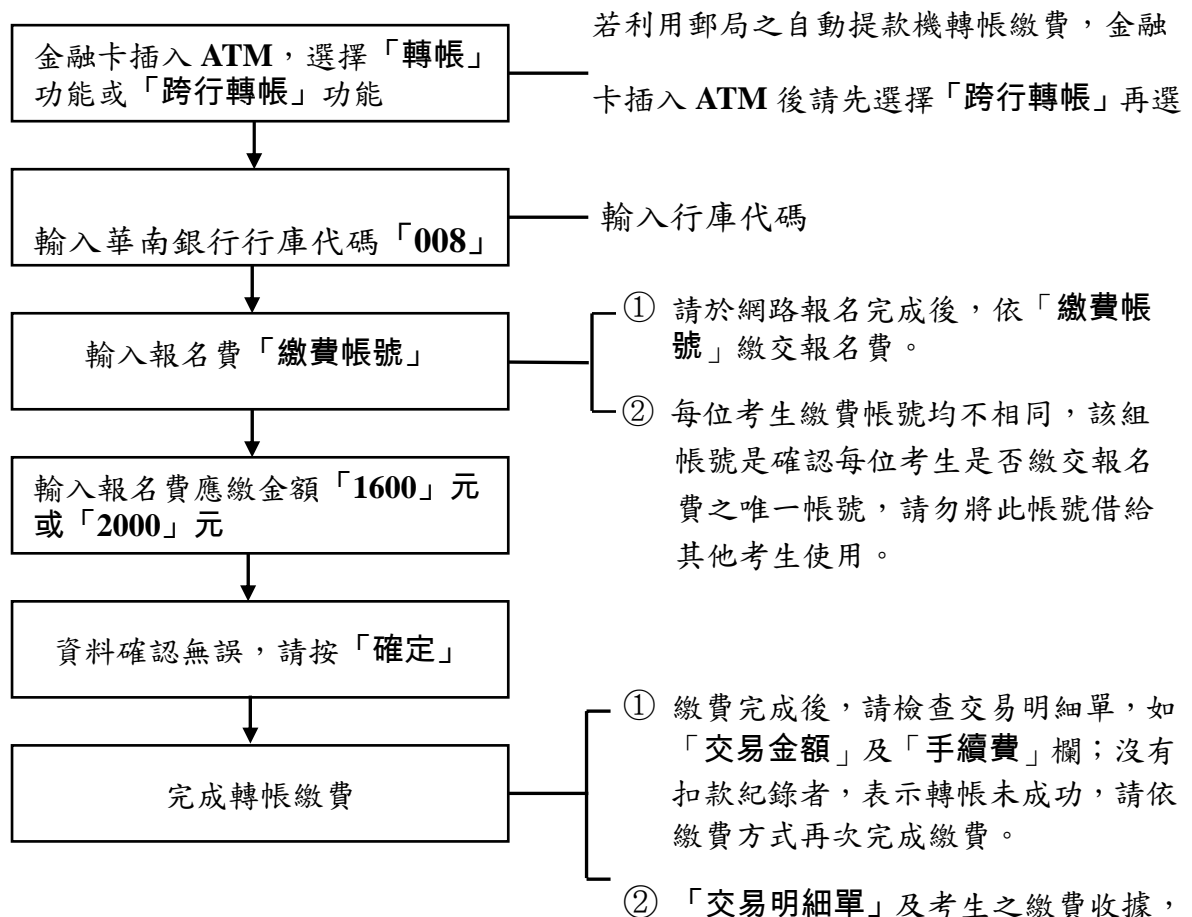 金融卡插入 ATM，選擇「轉帳」
功能或「跨行轉帳」功能
若利用郵局之自動提款機轉帳繳費，金融
卡插入 ATM 後請先選擇「跨行轉帳」再選
輸入華南銀行行庫代碼「008」
輸入行庫代碼
輸入報名費「繳費帳號」
① 請於網路報名完成後，依「繳費帳
號」繳交報名費。
② 每位考生繳費帳號均不相同，該組
帳號是確認每位考生是否繳交報名
費之唯一帳號，請勿將此帳號借給
其他考生使用。
輸入報名費應繳金額「1600」元
或「2000」元
資料確認無誤，請按「確定」
完成轉帳繳費
① 繳費完成後，請檢查交易明細單，如
「交易金額」及「手續費」欄；沒有
扣款紀錄者，表示轉帳未成功，請依
繳費方式再次完成繳費。
② 「交易明細單」及考生之繳費收據，